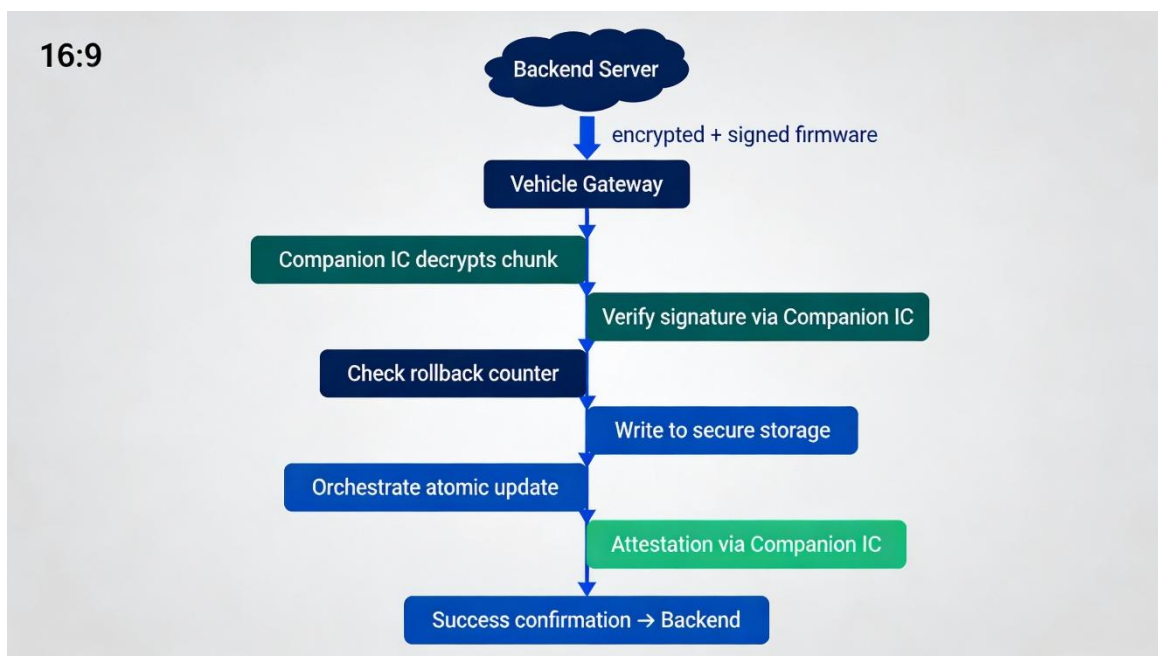 16:9
Backend Server
encrypted + signed firmware
Vehicle Gateway
Companion IC decrypts chunk
Verify signature via Companion IC
Check rollback counter
Write to secure storage
Orchestrate atomic update
Attestation via Companion IC
Success confirmation → Backend